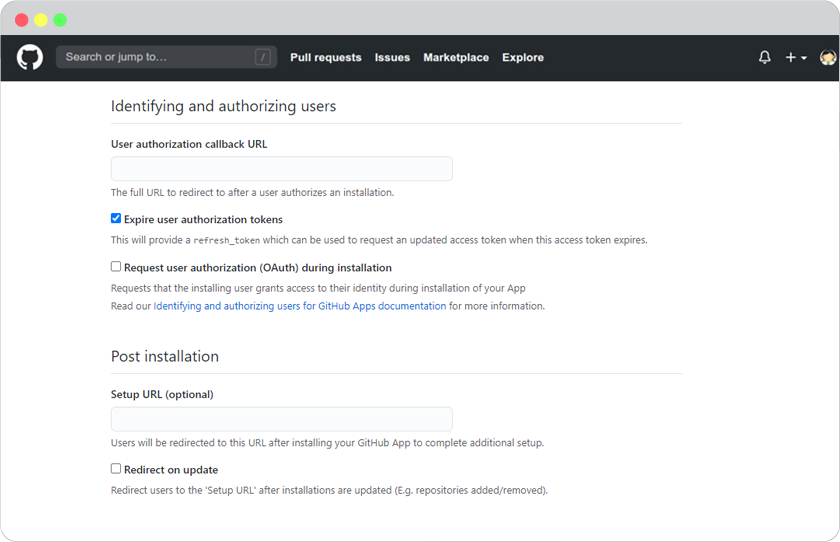 Search or jump to... /
Pull requests Issues Marketplace Explore
Identifying and authorizing users
User authorization callback URL
The full URL to redirect to after a user authorizes an installation.
Expire user authorization tokens
This will provide a refresh_token which can be used to request an updated access token when this access token expires.
Request user authorization (OAuth) during installation
Requests that the installing user grants access to their identity during installation of your App
Read our Identifying and authorizing users for GitHub Apps documentation for more information.
Post installation
Setup URL (optional)
Users will be redirected to this URL after installing your GitHub App to complete additional setup.
Redirect on update
Redirect users to the 'Setup URL' after installations are updated (E.g. repositories added/removed).